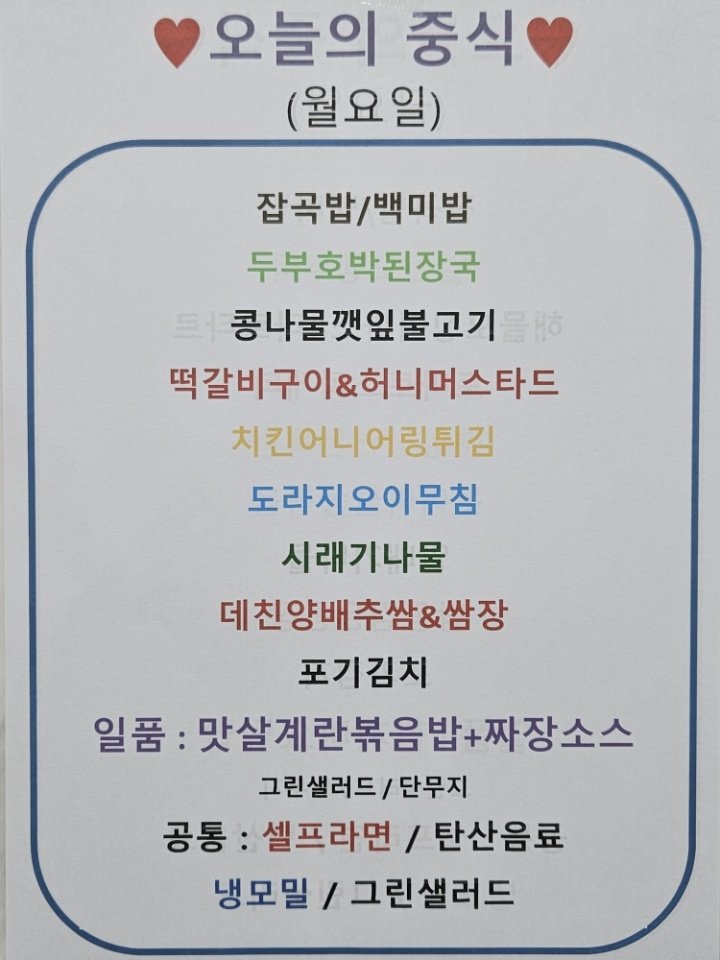 ♥오늘의 중식♥
(월요일)
잡곡밥/백미밥
두부호박된장국
콩나물깻잎불고기
떡갈비구이&허니머스타드
치킨어니어링튀김
도라지오이무침
시래기나물
데친양배추쌈&쌈장
포기김치
일품 : 맛살계란볶음밥+짜장소스
그린샐러드 / 단무지
공통 : 셀프라면 / 탄산음료
냉모밀 / 그린샐러드